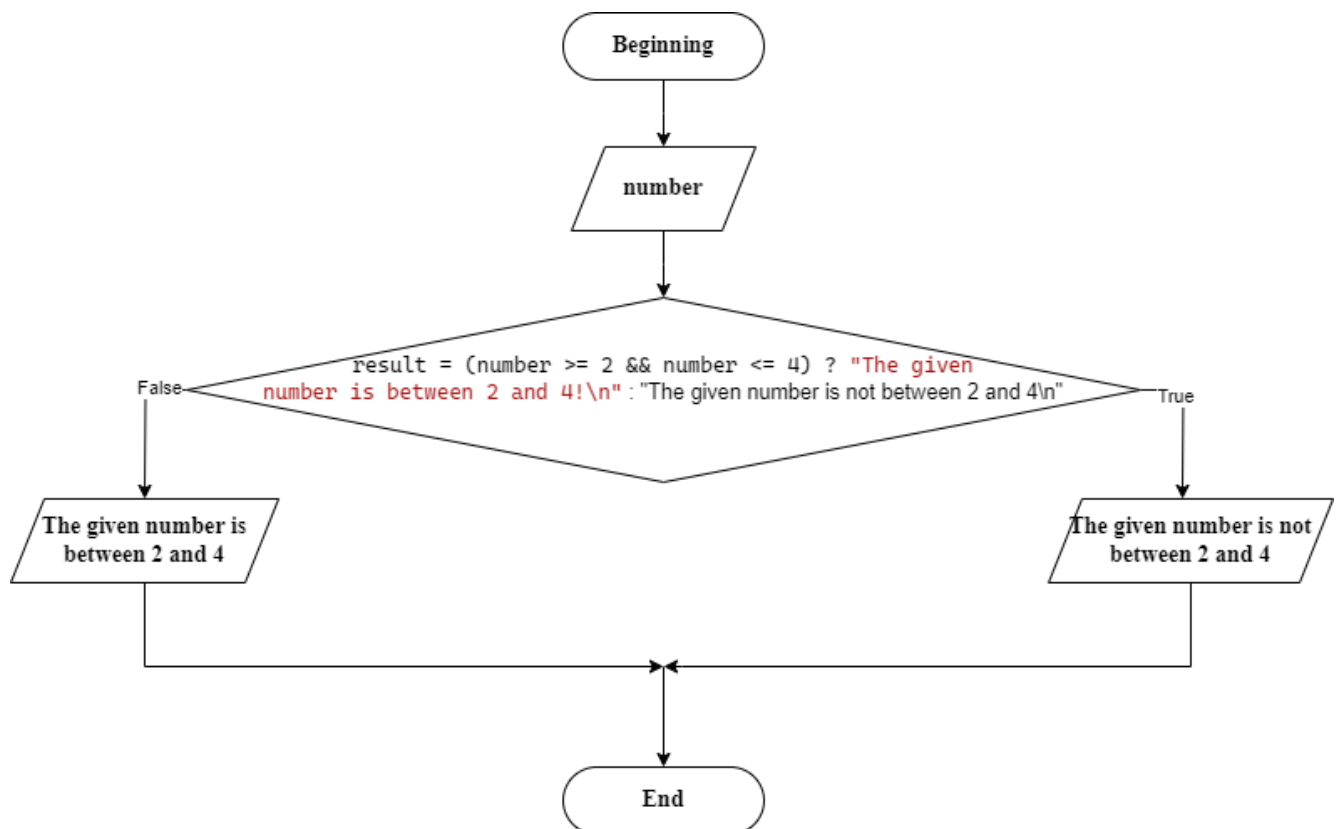 Beginning
number
result = (number >= 2 && number <= 4) ? "The given
number is between 2 and 4!\n" : "The given number is not between 2 and 4\n"
False
True
The given number is
between 2 and 4
The given number is not
between 2 and 4
End